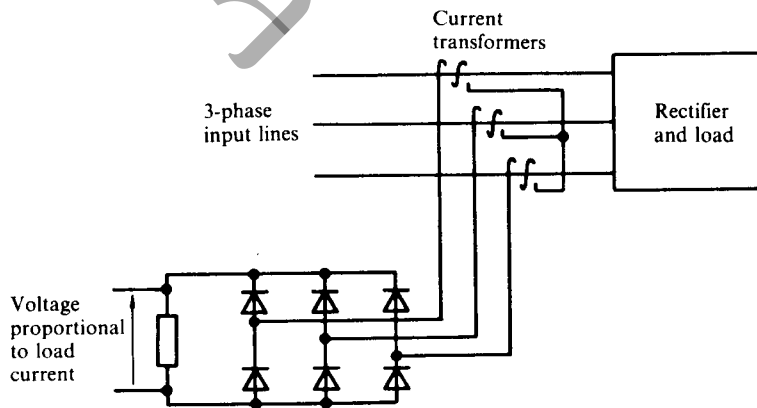 Current
transformers
3-phase
input lines
Rectifier
and load
Voltage
proportional
to load
current